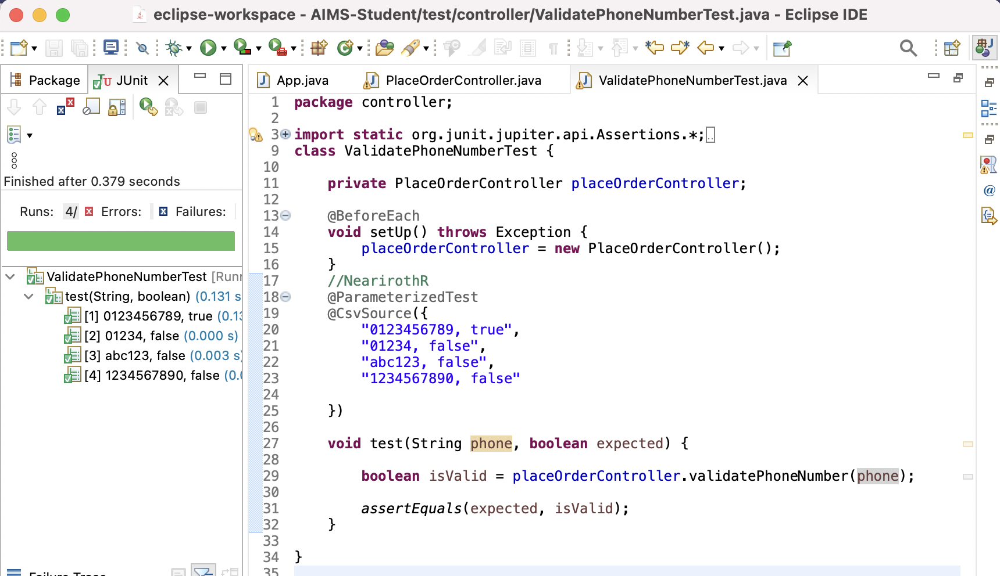 eclipse-workspace - AIMS-Student/test/controller/ValidatePhoneNumberTest.java - Eclipse IDE
Package
JUnit
App.java
PlaceOrderController.java
ValidatePhoneNumberTest.java
Finished after 0.379 seconds
Runs: 4/ Errors: Failures:
ValidatePhoneNumberTest [Runn
test(String, boolean) (0.131 s
[1] 0123456789, true (0.13
[2] 01234, false (0.000 s)
[3] abc123, false (0.003 s)
[4] 1234567890, false (0.0
1 package controller;
2
3 import static org.junit.jupiter.api.Assertions.*;
9 class ValidatePhoneNumberTest {
10
11 private PlaceOrderController placeOrderController;
12
13 @BeforeEach
14 void setUp() throws Exception {
15 placeOrderController = new PlaceOrderController();
16 }
17 //NearirothR
18 @ParameterizedTest
19 @CsvSource({
20 "0123456789, true",
21 "01234, false",
22 "abc123, false",
23 "1234567890, false"
24
25 })
26
27 void test(String phone, boolean expected) {
28
29 boolean isValid = placeOrderController.validatePhoneNumber(phone);
30
31 assertEquals(expected, isValid);
32 }
33
34 }
35
Failure Trace